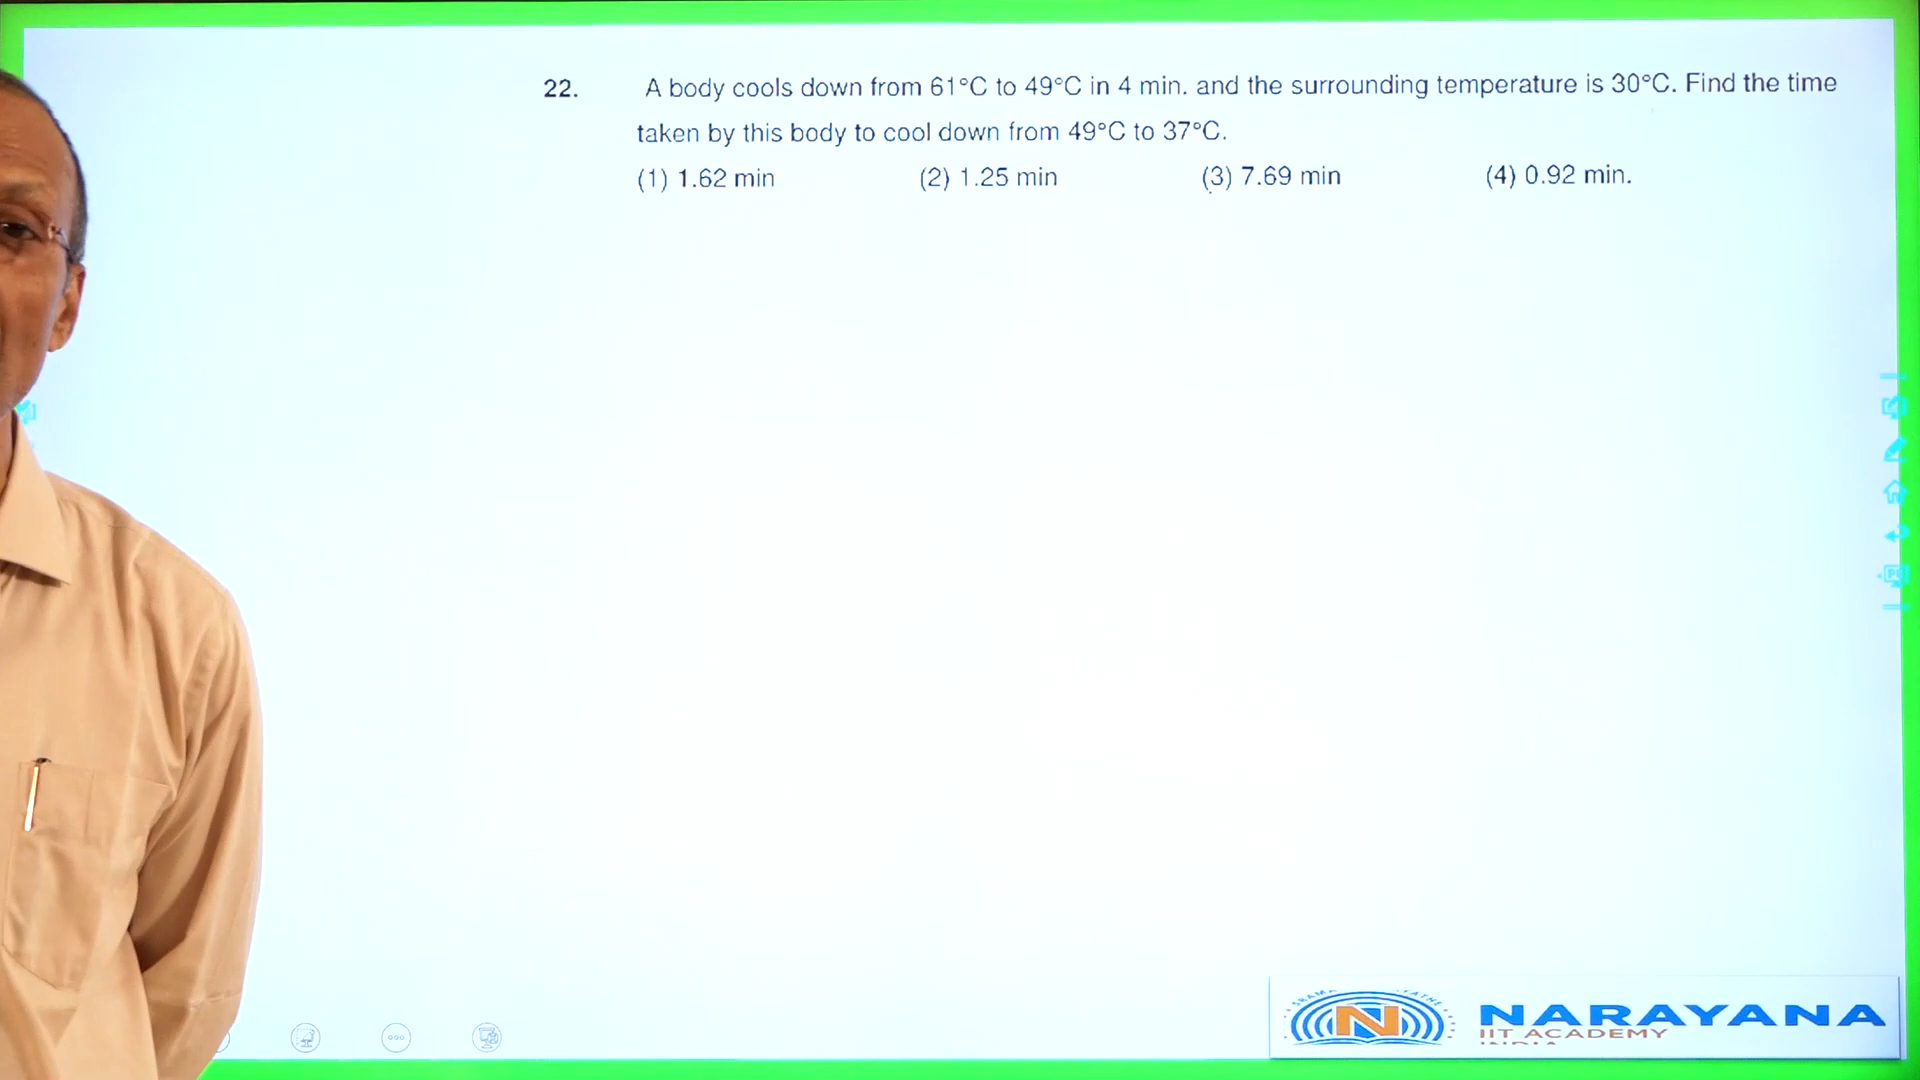 22. A body cools down from 61°C to 49°C in 4 min. and the surrounding temperature is 30°C. Find the time
taken by this body to cool down from 49°C to 37°C.
(1) 1.62 min (2) 1.25 min (3) 7.69 min (4) 0.92 min.
NARAYANA
IIT ACADEMY
INDIA